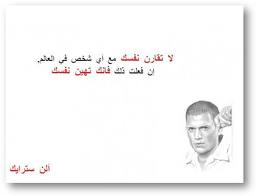 لا تقارن نفسك مع أي شخص في العالم.
إن فعلت ذلك فانك تهين نفسك
آلن سترايك